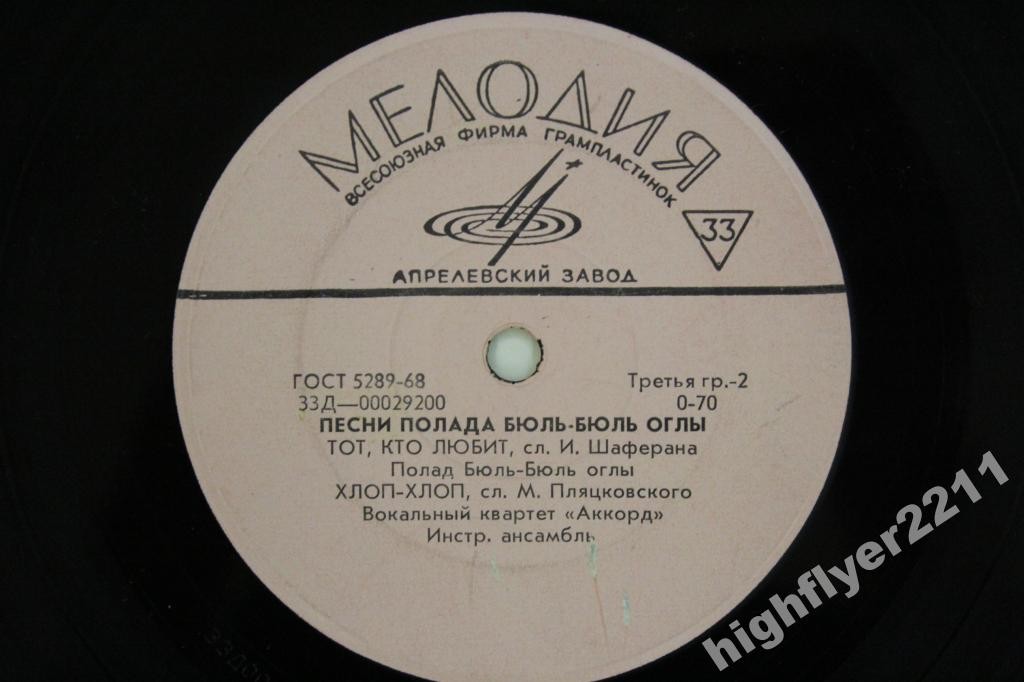 МЕЛОДИЯ
ВСЕСОЮЗНАЯ ФИРМА ГРАМПЛАСТИНОК
33
АПРЕЛЕВСКИЙ ЗАВОД
ГОСТ 5289-68 Третья гр.-2
33Д—00029200 0-70
ПЕСНИ ПОЛАДА БЮЛЬ-БЮЛЬ ОГЛЫ
ТОТ, КТО ЛЮБИТ, сл. И. Шаферана
Полад Бюль-Бюль оглы
ХЛОП-ХЛОП, сл. М. Пляцковского
Вокальный квартет «Аккорд»
Инстр. ансамбль
highflyer2211